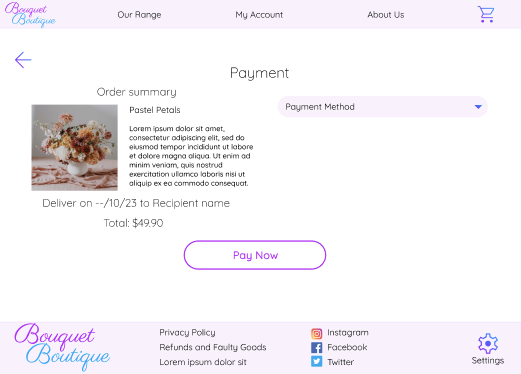 Bouquet
Boutique
Our Range
My Account
About Us
Payment
Order summary
Payment Method
Pastel Petals
Lorem ipsum dolor sit amet,
consectetur adipiscing elit, sed do
eiusmod tempor incididunt ut labore
et dolore magna aliqua. Ut enim ad
minim veniam, quis nostrud
exercitation ullamco laboris nisi ut
aliquip ex ea commodo consequat.
Deliver on --/10/23 to Recipient name
Total: $49.90
Pay Now
Bouquet
Boutique
Privacy Policy
Refunds and Faulty Goods
Lorem ipsum dolor sit
Instagram
Facebook
Twitter
Settings